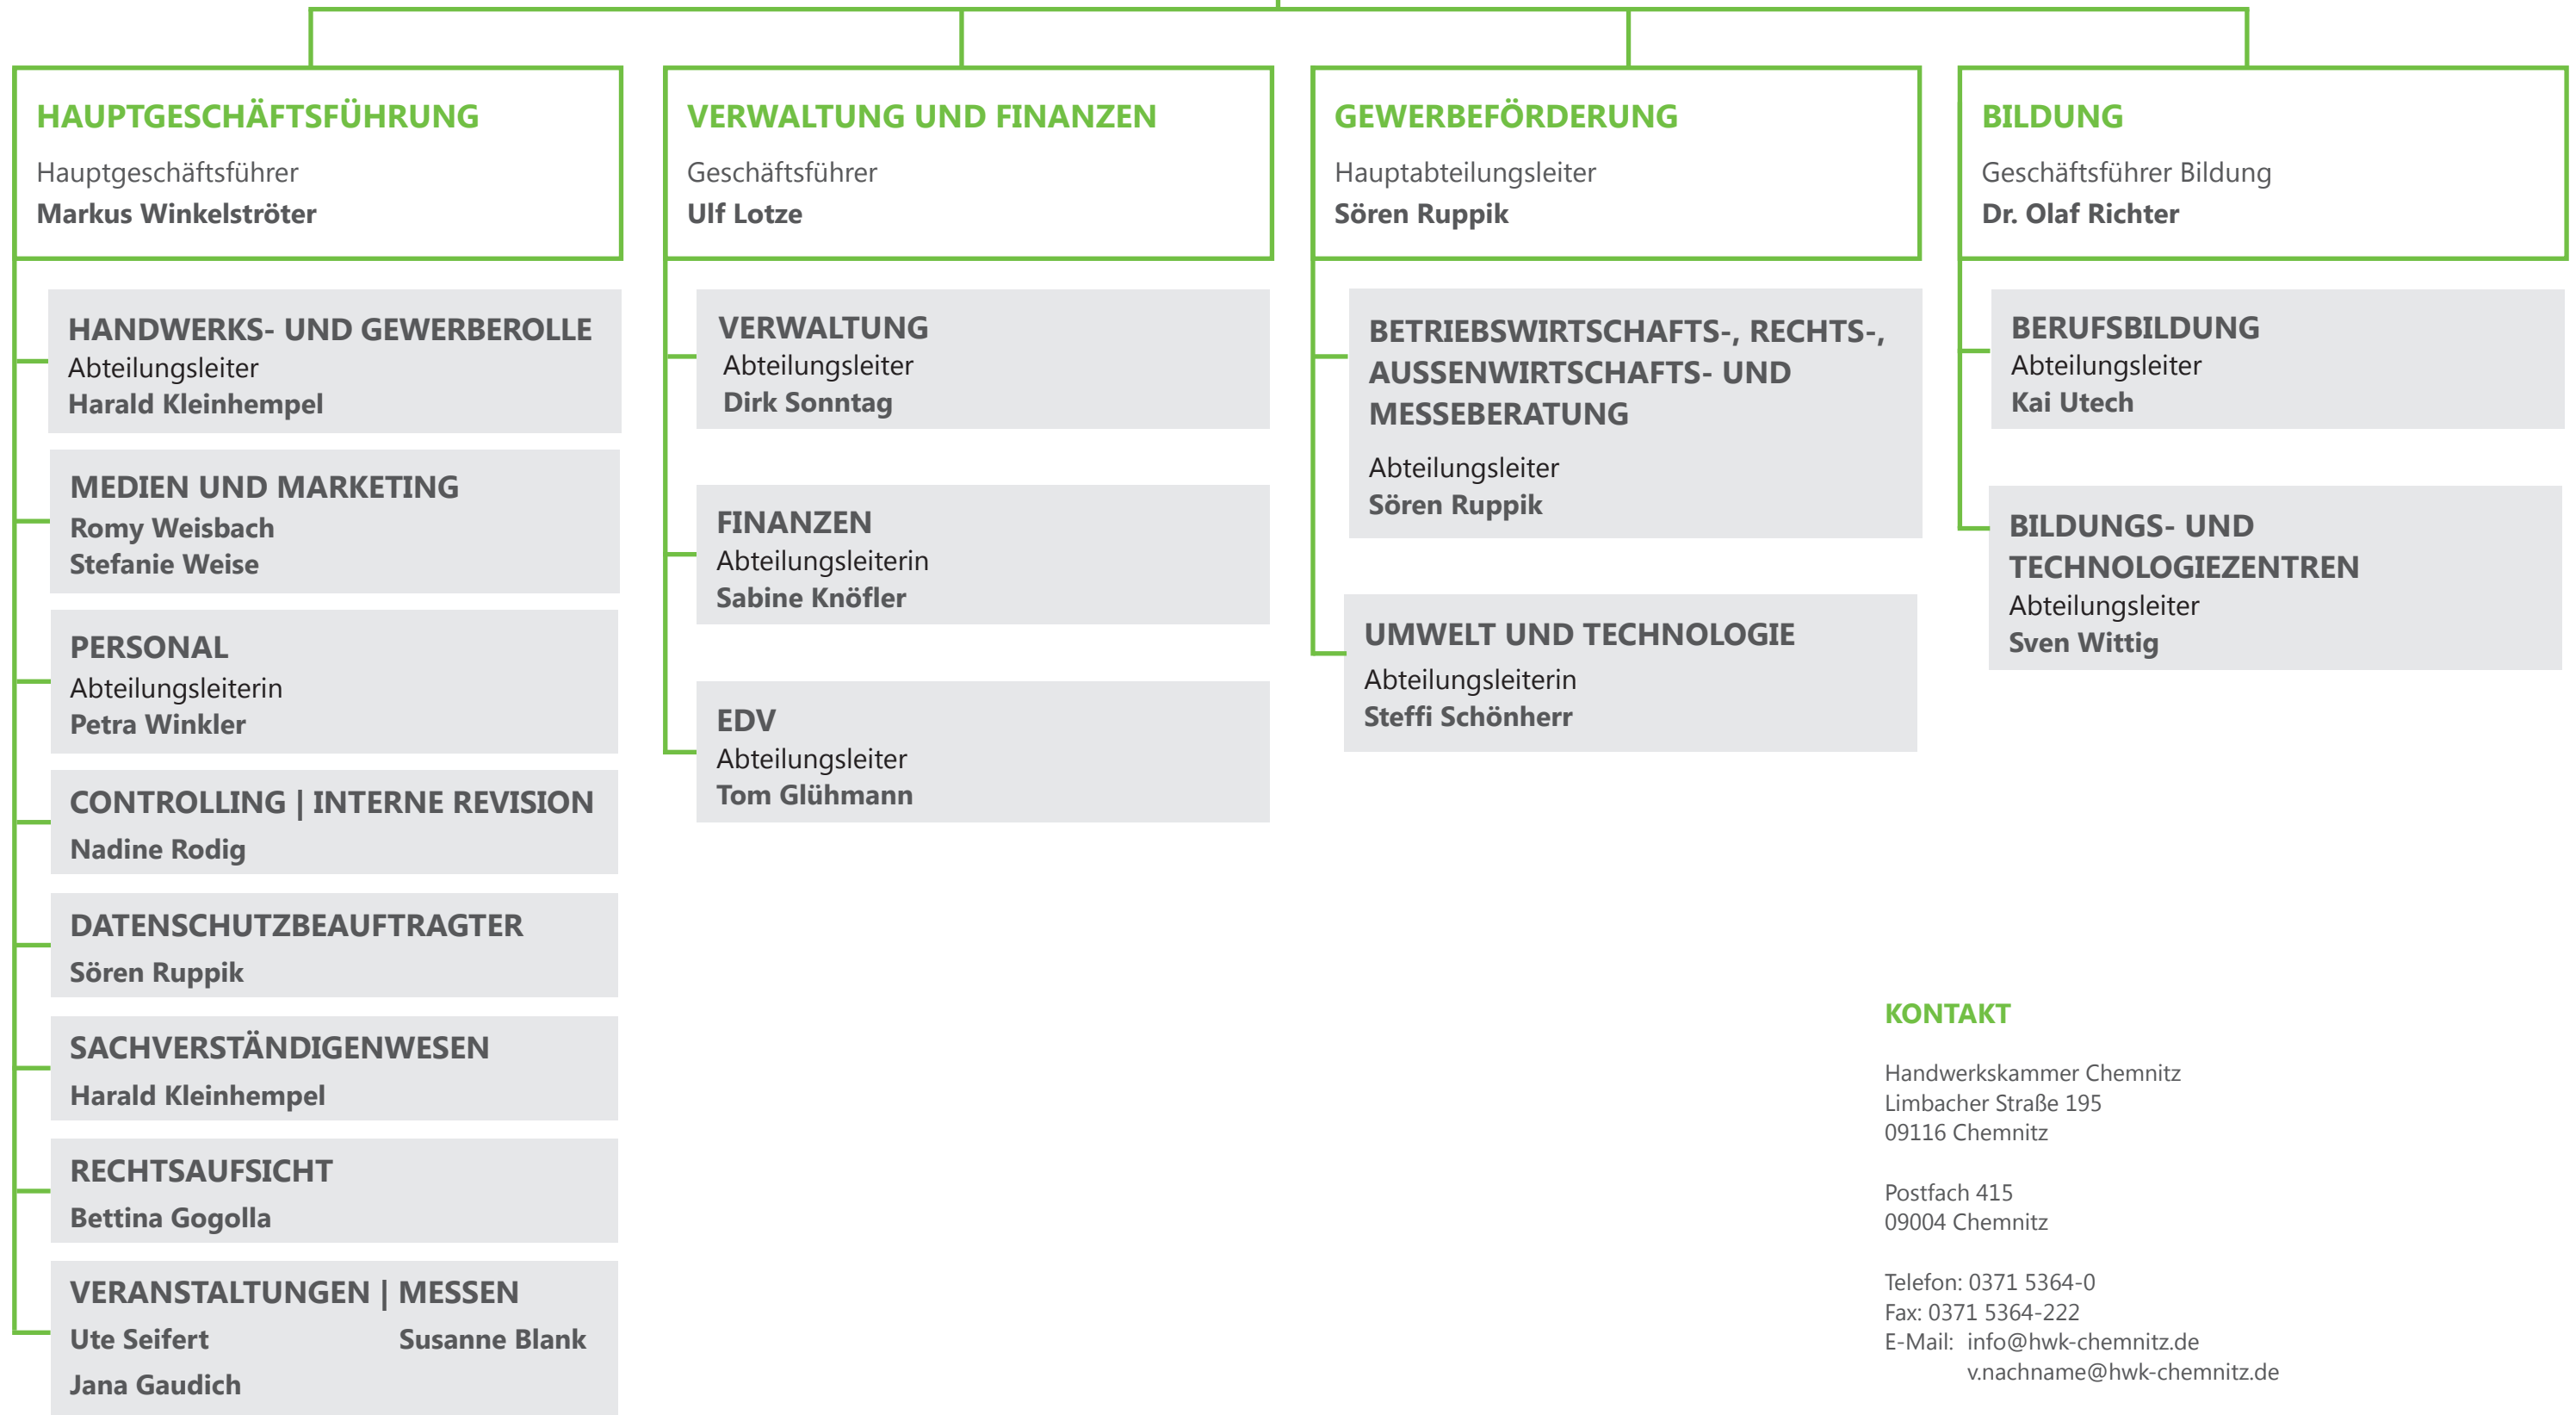 HAUPTGESCHÄFTSFÜHRUNG
Hauptgeschäftsführer
Markus Winkelströter
HANDWERKS- UND GEWERBEROLLE
Abteilungsleiter
Harald Kleinhempel
MEDIEN UND MARKETING
Romy Weisbach
Stefanie Weise
PERSONAL
Abteilungsleiterin
Petra Winkler
CONTROLLING | INTERNE REVISION
Nadine Rodig
DATENSCHUTZBEAUFTRAGTER
Sören Ruppik
SACHVERSTÄNDIGENWESEN
Harald Kleinhempel
RECHTSAUFSICHT
Bettina Gogolla
VERANSTALTUNGEN | MESSEN
Ute Seifert Susanne Blank
Jana Gaudich
VERWALTUNG UND FINANZEN
Geschäftsführer
Ulf Lotze
VERWALTUNG
Abteilungsleiter
Dirk Sonntag
FINANZEN
Abteilungsleiterin
Sabine Knöfler
EDV
Abteilungsleiter
Tom Glühmann
GEWERBEFÖRDERUNG
Hauptabteilungsleiter
Sören Ruppik
BETRIEBSWIRTSCHAFTS-, RECHTS-,
AUSSENWIRTSCHAFTS- UND
MESSEBERATUNG
Abteilungsleiter
Sören Ruppik
UMWELT UND TECHNOLOGIE
Abteilungsleiterin
Steffi Schönherr
BILDUNG
Geschäftsführer Bildung
Dr. Olaf Richter
BERUFSBILDUNG
Abteilungsleiter
Kai Utech
BILDUNGS- UND
TECHNOLOGIEZENTREN
Abteilungsleiter
Sven Wittig
KONTAKT
Handwerkskammer Chemnitz
Limbacher Straße 195
09116 Chemnitz
Postfach 415
09004 Chemnitz
Telefon: 0371 5364-0
Fax: 0371 5364-222
E-Mail: info@hwk-chemnitz.de
v.nachname@hwk-chemnitz.de